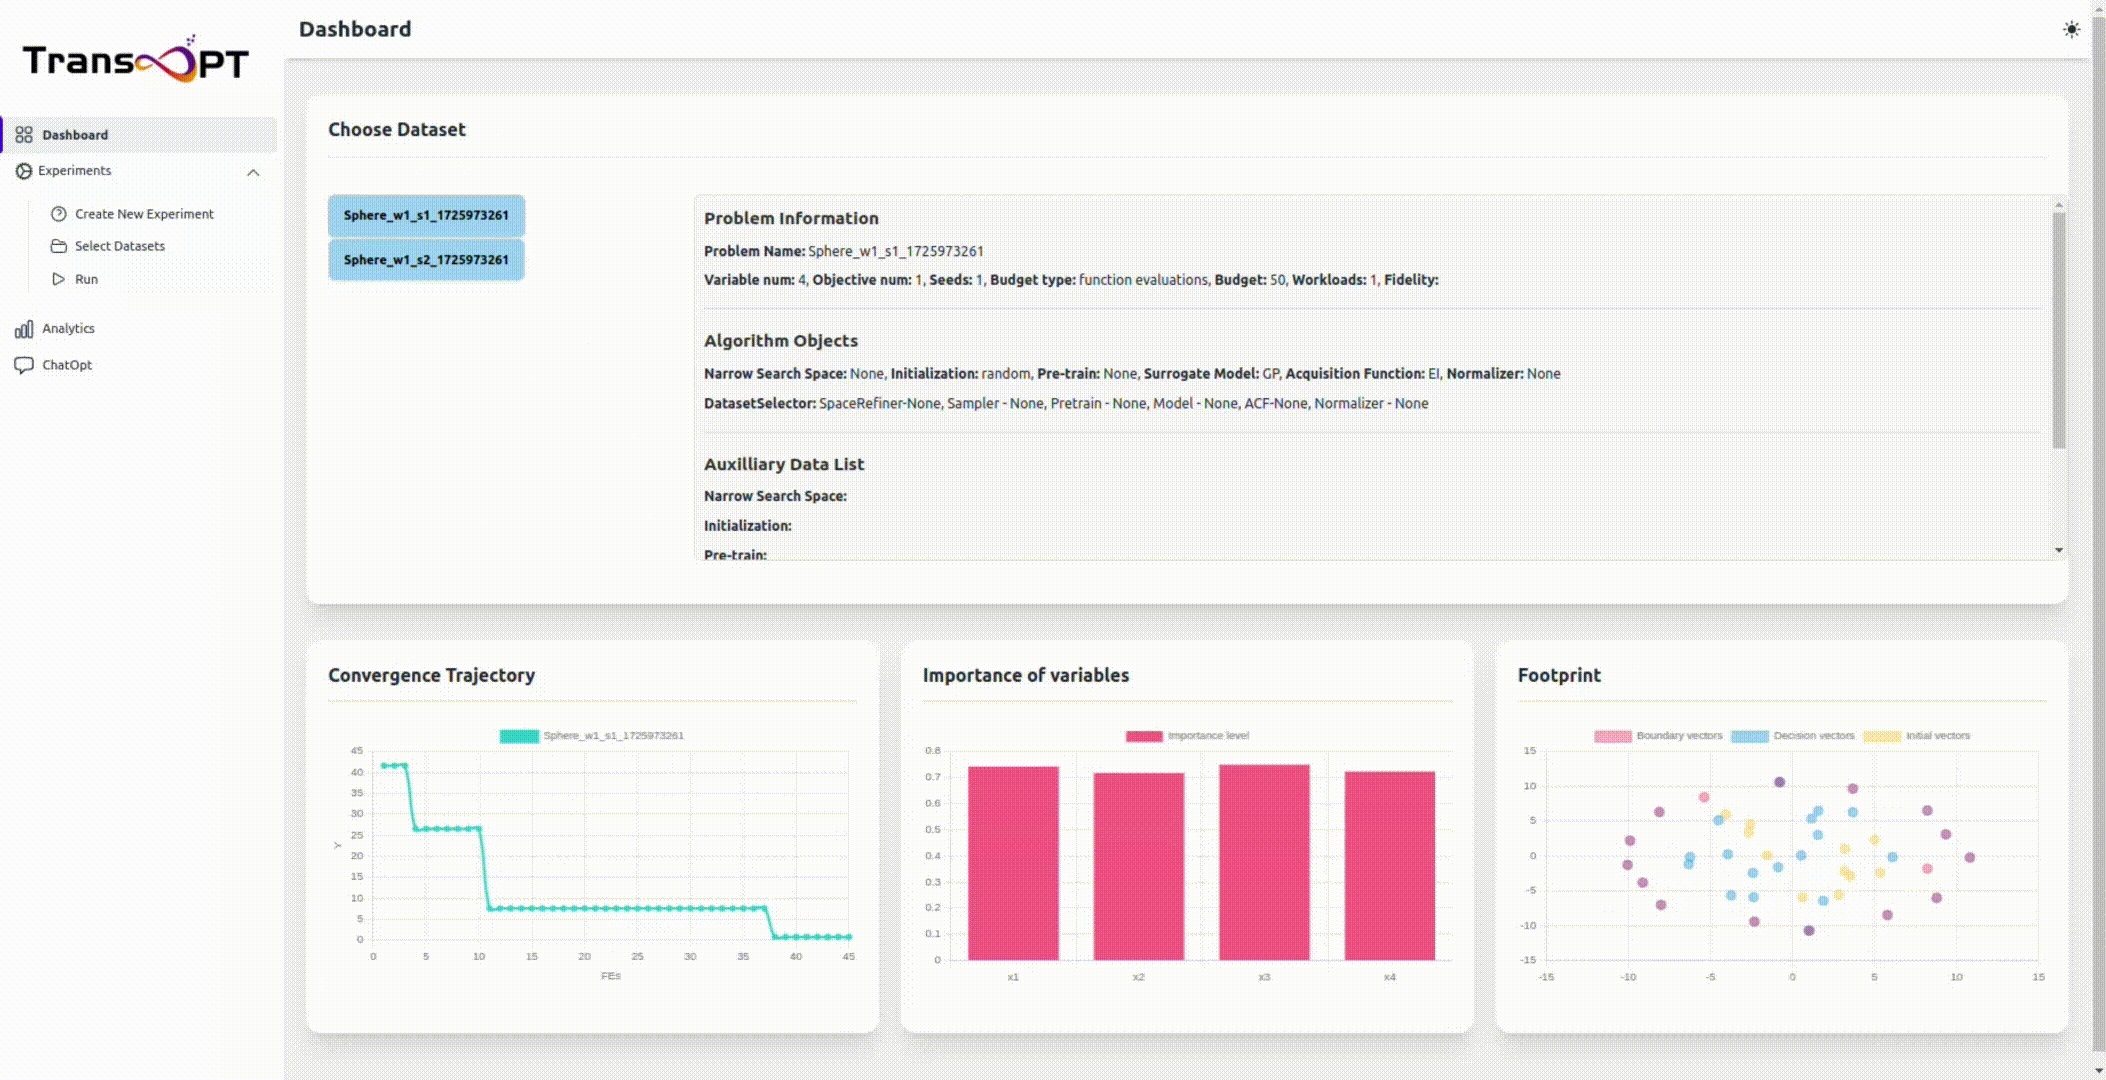 TransOPT
Dashboard
Dashboard
Experiments
Create New Experiment
Select Datasets
Run
Analytics
ChatOpt
Choose Dataset
Sphere_w1_s1_1725973261
Sphere_w1_s2_1725973261
Problem Information
Problem Name: Sphere_w1_s1_1725973261
Variable num: 4, Objective num: 1, Seeds: 1, Budget type: function evaluations, Budget: 50, Workloads: 1, Fidelity:
Algorithm Objects
Narrow Search Space: None, Initialization: random, Pre-train: None, Surrogate Model: GP, Acquisition Function: EI, Normalizer: None
DatasetSelector: SpaceRefiner-None, Sampler - None, Pretrain - None, Model - None, ACF-None, Normalizer - None
Auxilliary Data List
Narrow Search Space:
Initialization:
Pre-train:
Convergence Trajectory
Sphere_w1_s1_1725973261
45
40
35
30
25
20
15
10
5
0
Y
0 5 10 15 20 25 30 35 40 45
FEs
Importance of variables
Importance level
0.8
0.7
0.6
0.5
0.4
0.3
0.2
0.1
0
x1 x2 x3 x4
Footprint
Boundary vectors Decision vectors Initial vectors
15
10
5
0
-5
-10
-15
-15 -10 -5 0 5 10 15